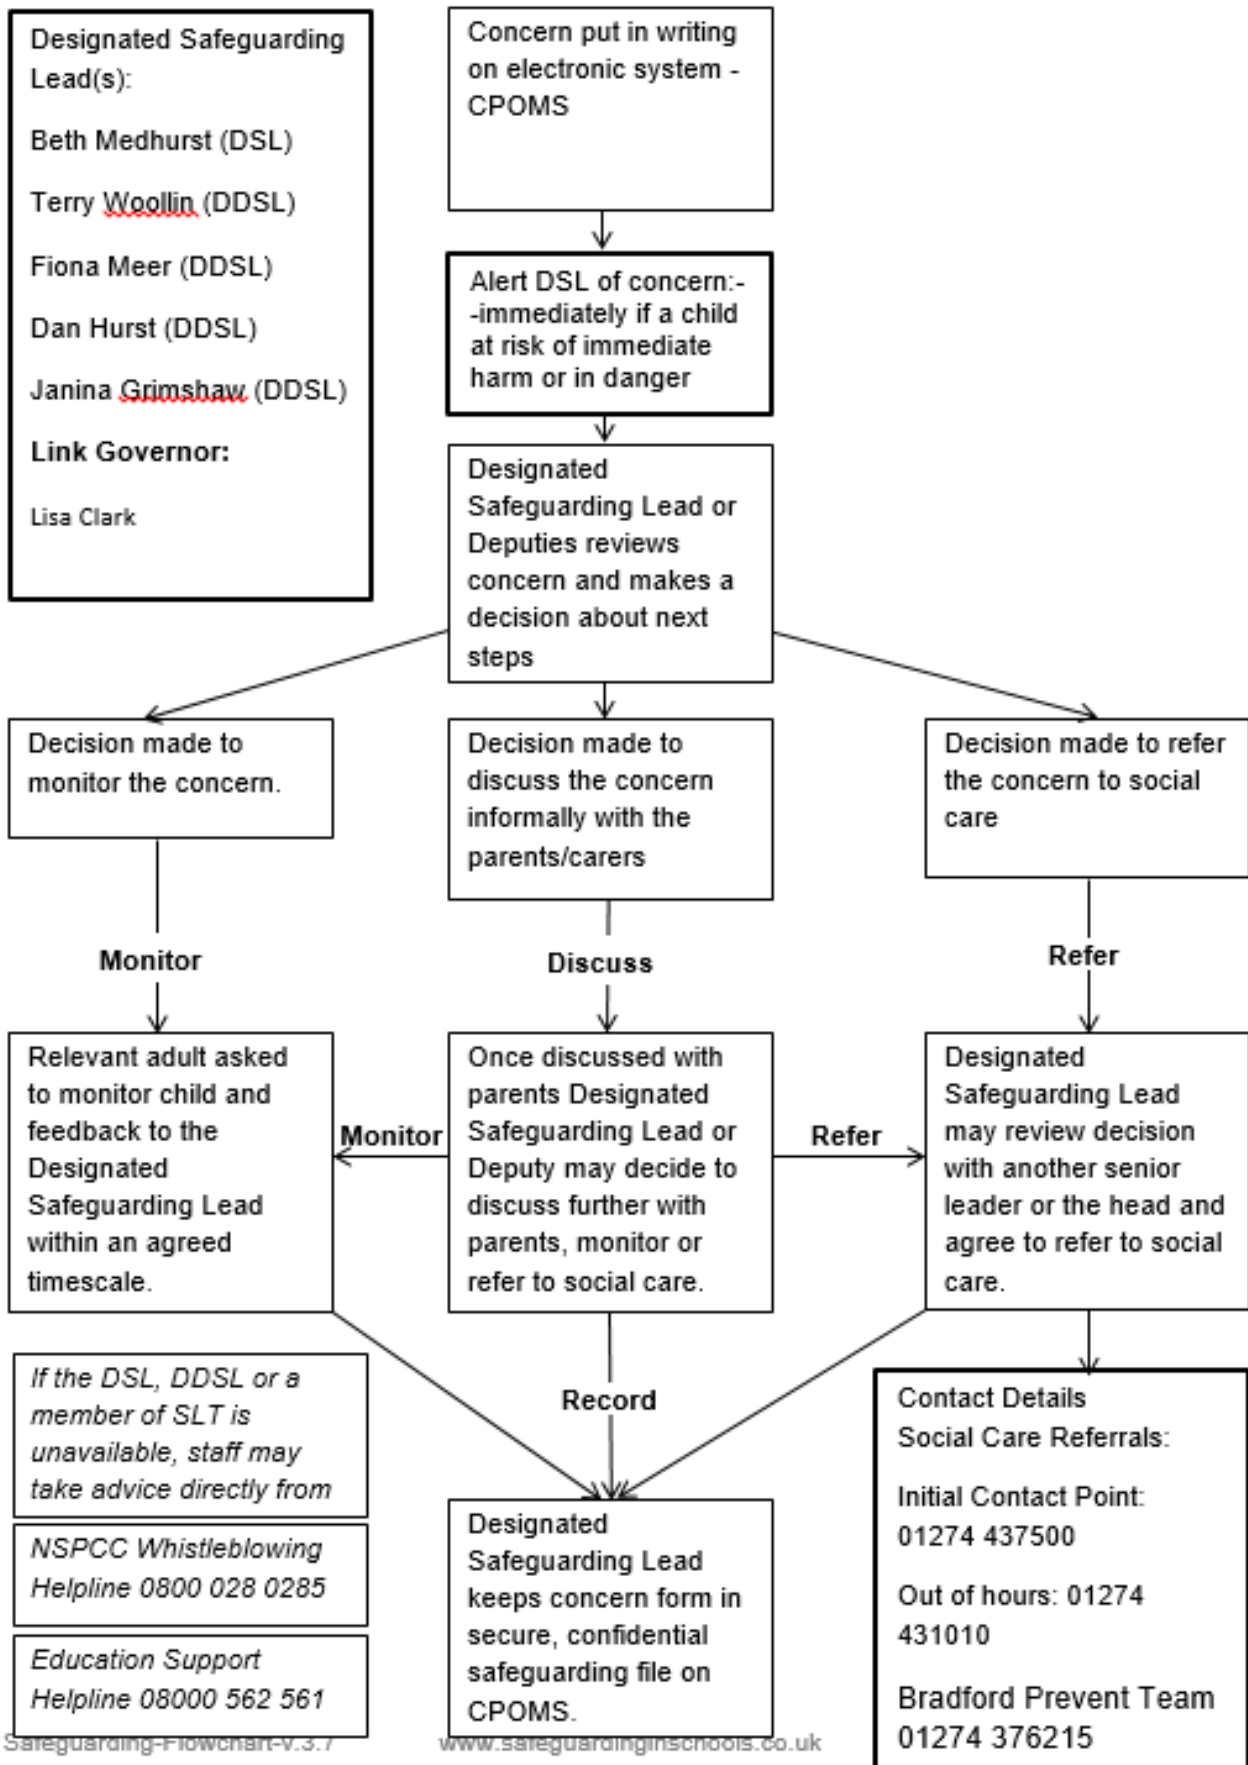 Designated Safeguarding
Lead(s):
Beth Medhurst (DSL)
Terry Woollin (DDSL)
Fiona Meer (DDSL)
Dan Hurst (DDSL)
Janina Grimshaw (DDSL)
Link Governor:
Lisa Clark
Concern put in writing
on electronic system -
CPOMS
Alert DSL of concern:-
-immediately if a child
at risk of immediate
harm or in danger
Designated
Safeguarding Lead or
Deputies reviews
concern and makes a
decision about next
steps
Decision made to
monitor the concern.
Decision made to
discuss the concern
informally with the
parents/carers
Decision made to refer
the concern to social
care
Monitor
Discuss
Refer
Relevant adult asked
to monitor child and
feedback to the
Designated
Safeguarding Lead
within an agreed
timescale.
Monitor
Once discussed with
parents Designated
Safeguarding Lead or
Deputy may decide to
discuss further with
parents, monitor or
refer to social care.
Refer
Designated
Safeguarding Lead
may review decision
with another senior
leader or the head and
agree to refer to social
care.
If the DSL, DDSL or a
member of SLT is
unavailable, staff may
take advice directly from
NSPCC Whistleblowing
Helpline 0800 028 0285
Education Support
Helpline 08000 562 561
Record
Designated
Safeguarding Lead
keeps concern form in
secure, confidential
safeguarding file on
CPOMS.
Contact Details
Social Care Referrals:
Initial Contact Point:
01274 437500
Out of hours: 01274
431010
Bradford Prevent Team
01274 376215
Safeguarding-Flowchart-v.3.7
www.safeguardinginschools.co.uk